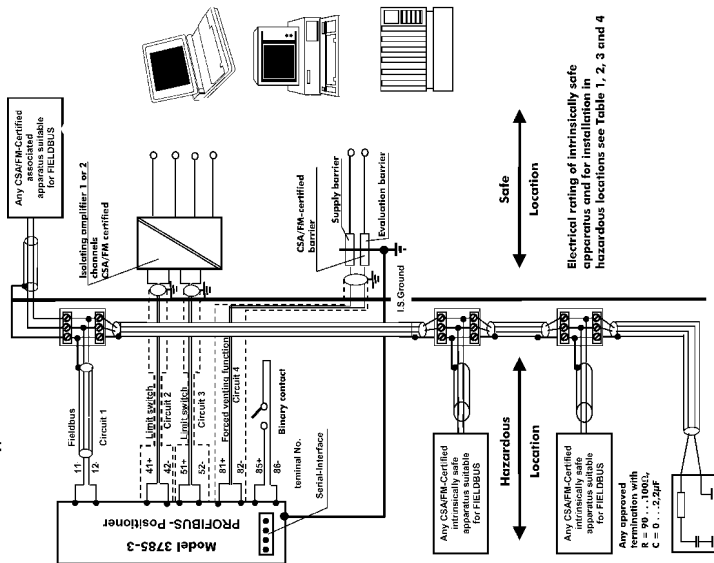 Any CSA/FM-Certified
associated
apparatus suitable
for FIELDBUS
Isolating amplifier 1 or 2
channels
CSA/FM certified
CSA/FM-certified
barrier
Supply barrier
Evaluation barrier
I.S.Ground
Safe
Location
Electrical rating of intrinsically safe
apparatus and for installation in
hazardous locations see Table 1, 2, 3 and 4
Fieldbus
Circuit 1
Limit switch
Circuit 2
Limit switch
Circuit 3
Forced venting function
Circuit 4
Binary contact
11
12-
41+
42-
51+
52-
81+
82-
85+
86-
teminal No.
Serial-Interface
Model 3785-3
PROFIBUS- Positioner
Hazardous
Location
Any CSA/FM-Certified
intrinsically safe
apparatus suitable
for FIELDBUS
Any CSA/FM-Certified
intrinsically safe
apparatus suitable
for FIELDBUS
Any approved
termination with
R = 90 . . . 100Ω,
C = 0 . . . 2,2µF